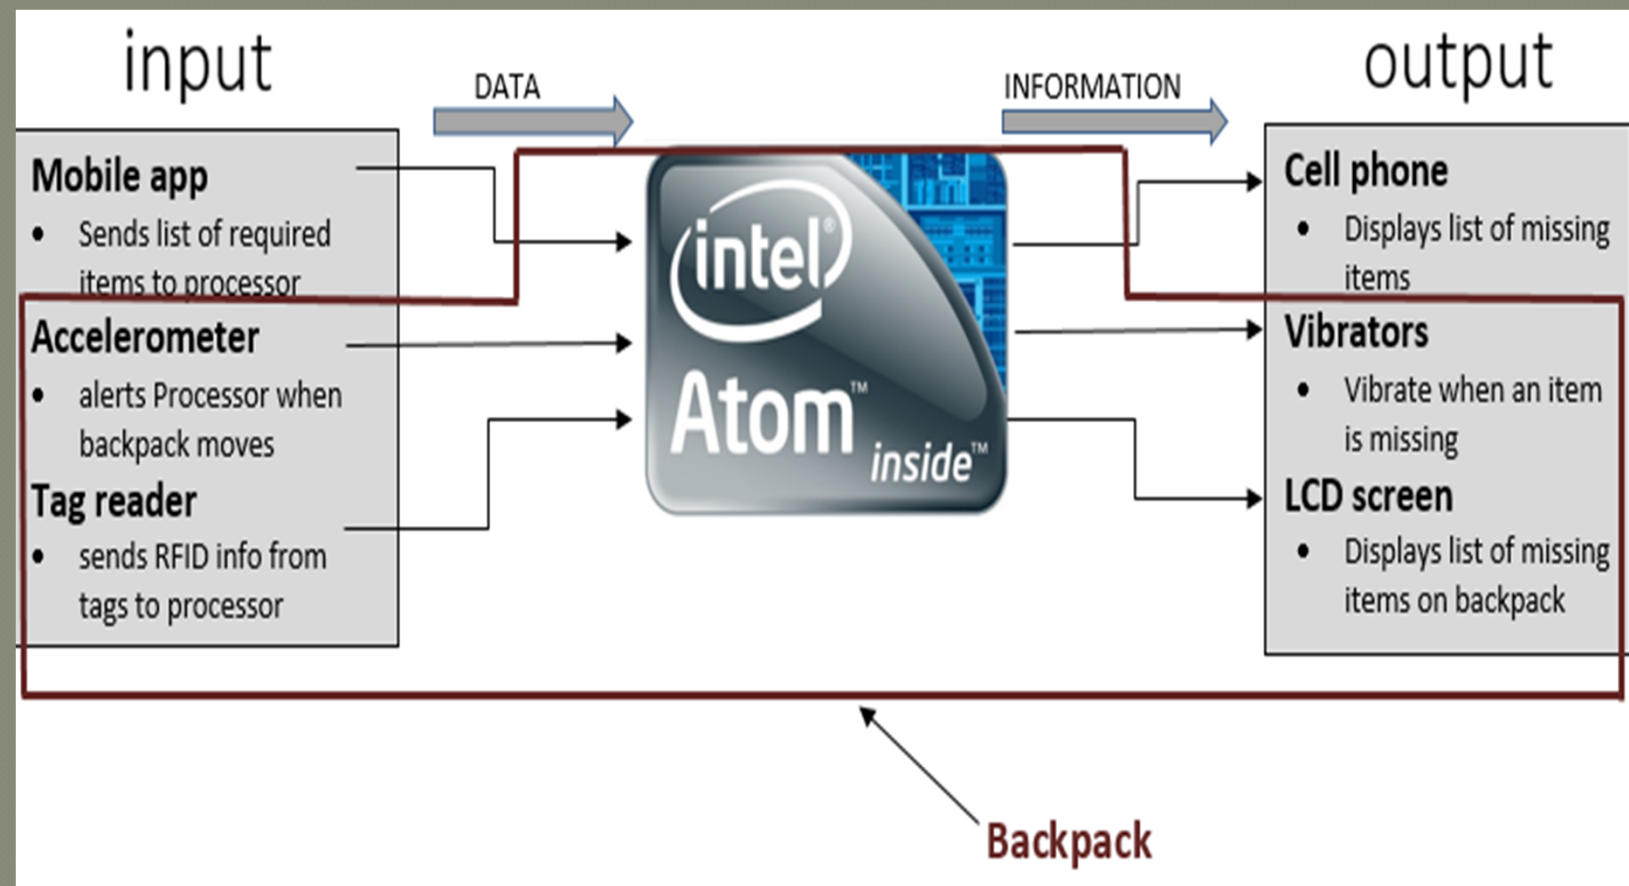 input
DATA
INFORMATION
output
Mobile app
• Sends list of required
items to processor
Accelerometer
• alerts Processor when
backpack moves
Tag reader
• sends RFID info from
tags to processor
intel®
Atom™
inside™
Cell phone
• Displays list of missing
items
Vibrators
• Vibrate when an item
is missing
LCD screen
• Displays list of missing
items on backpack
Backpack